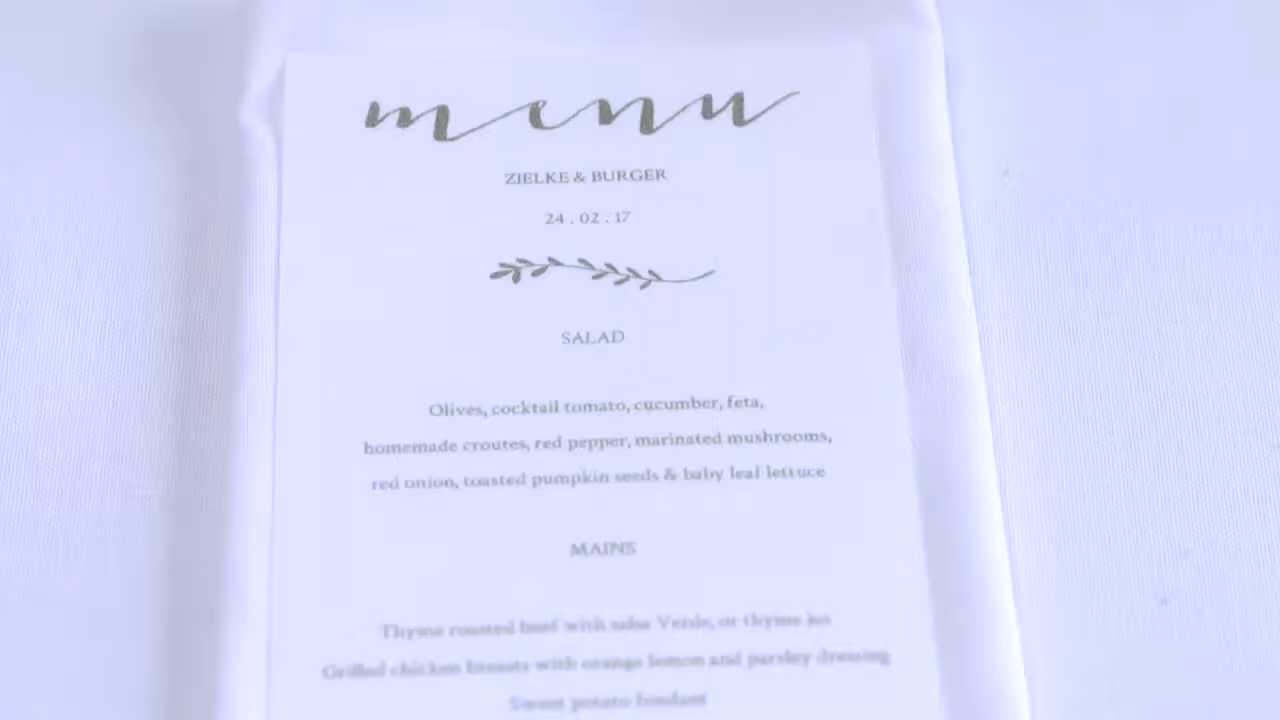 menu
ZIELKE & BURGER
24 . 02 . 17
SALAD
Olives, cocktail tomato, cucumber, feta,
homemade croutes, red pepper, marinated mushrooms,
red onion, toasted pumpkin seeds & baby leaf lettuce
MAINS
Thyme roasted beef with salsa Verde, or thyme jus
Grilled chicken breasts with orange lemon and parsley dressing
Sweet potato fondant